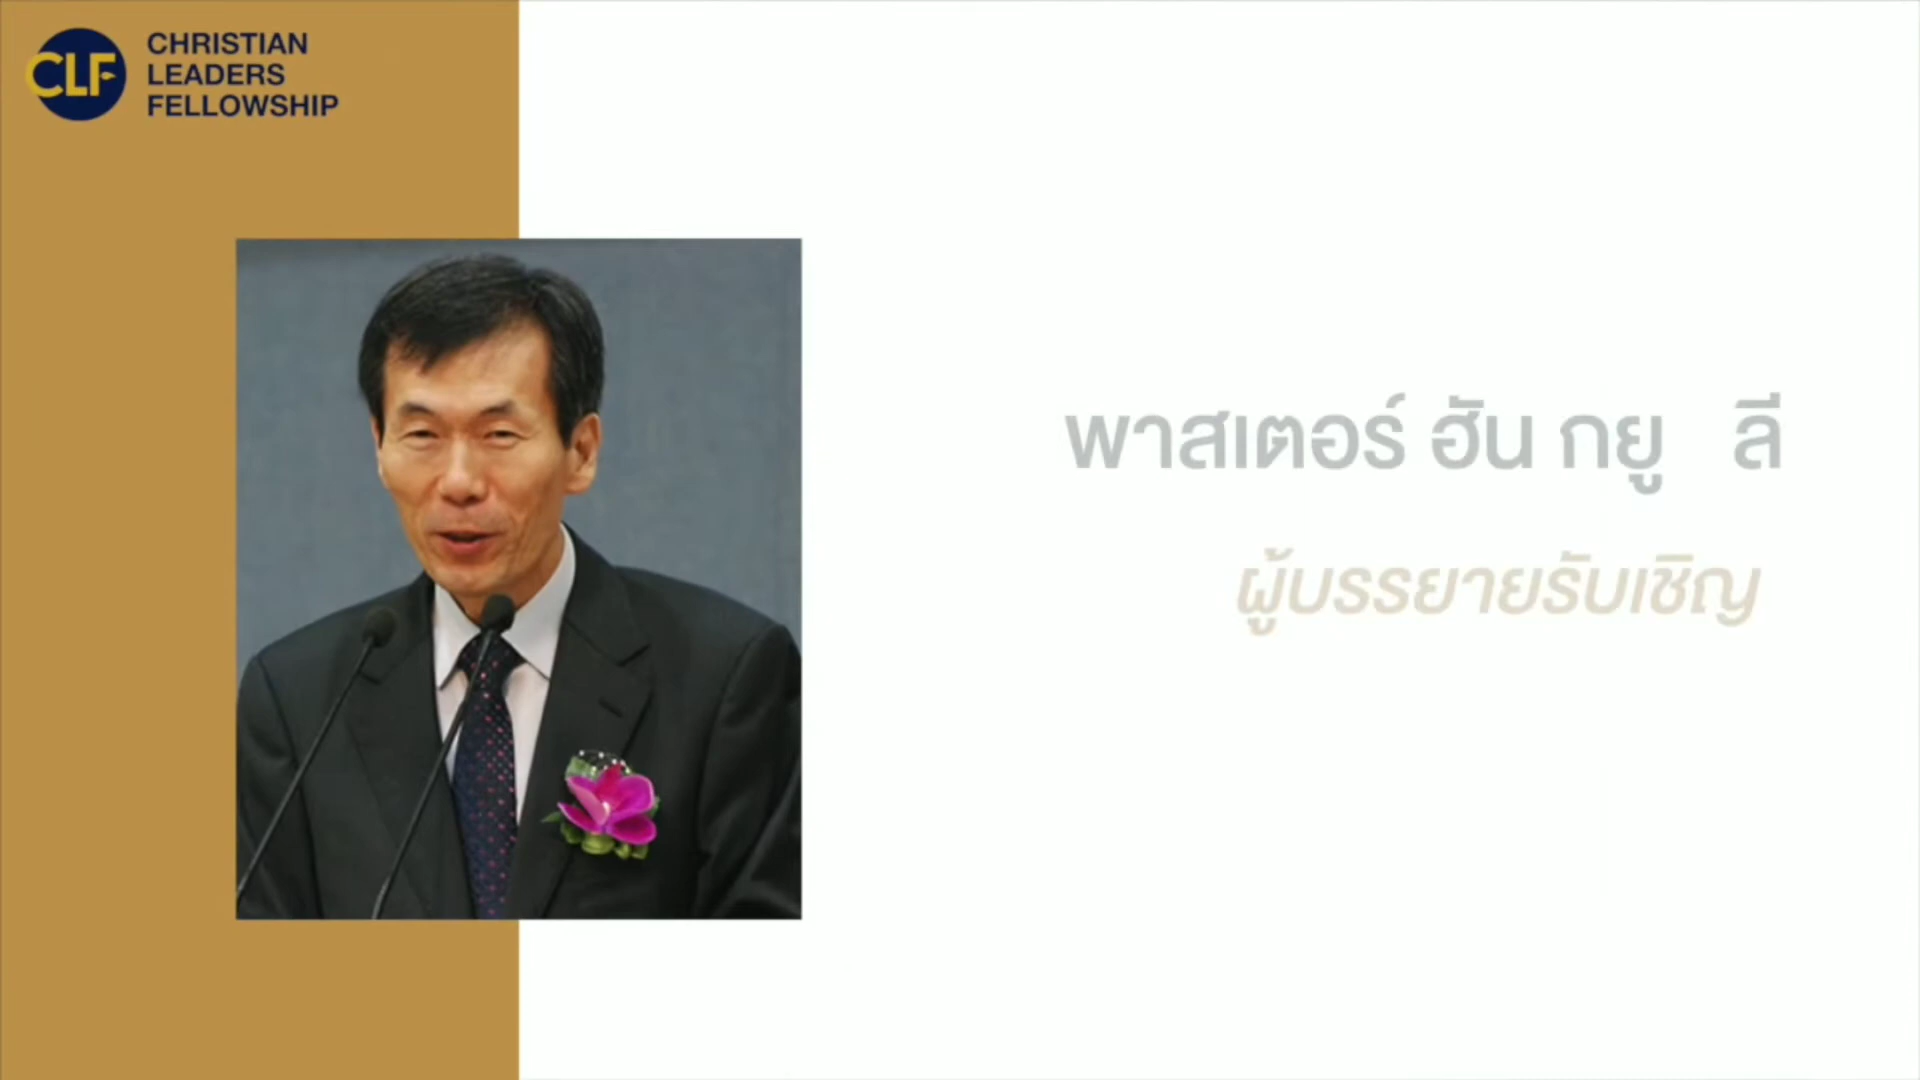 CLF
CHRISTIAN
LEADERS
FELLOWSHIP
พาสเตอร์ ฮัน กยู ลี
ผู้บรรยายรับเชิญ